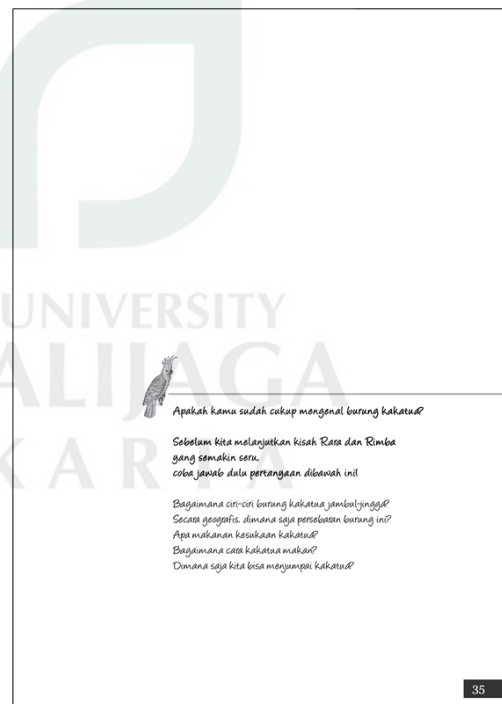 UNIVERSITY
ALIJAGA
KARTA
Apakah kamu sudah cukup mengenal burung kakatua?
Sebelum kita melanjutkan kisah Rara dan Rimba
yang semakin seru,
coba jawab dulu pertanyaan dibawah ini!
Bagaimana ciri-ciri burung kakatua jambul-jingga?
Secara geografis, dimana saja persebaran burung ini?
Apa makanan kesukaan kakatua?
Bagaimana cara kakatua makan?
Dimana saja kita bisa menjumpai kakatua?
35